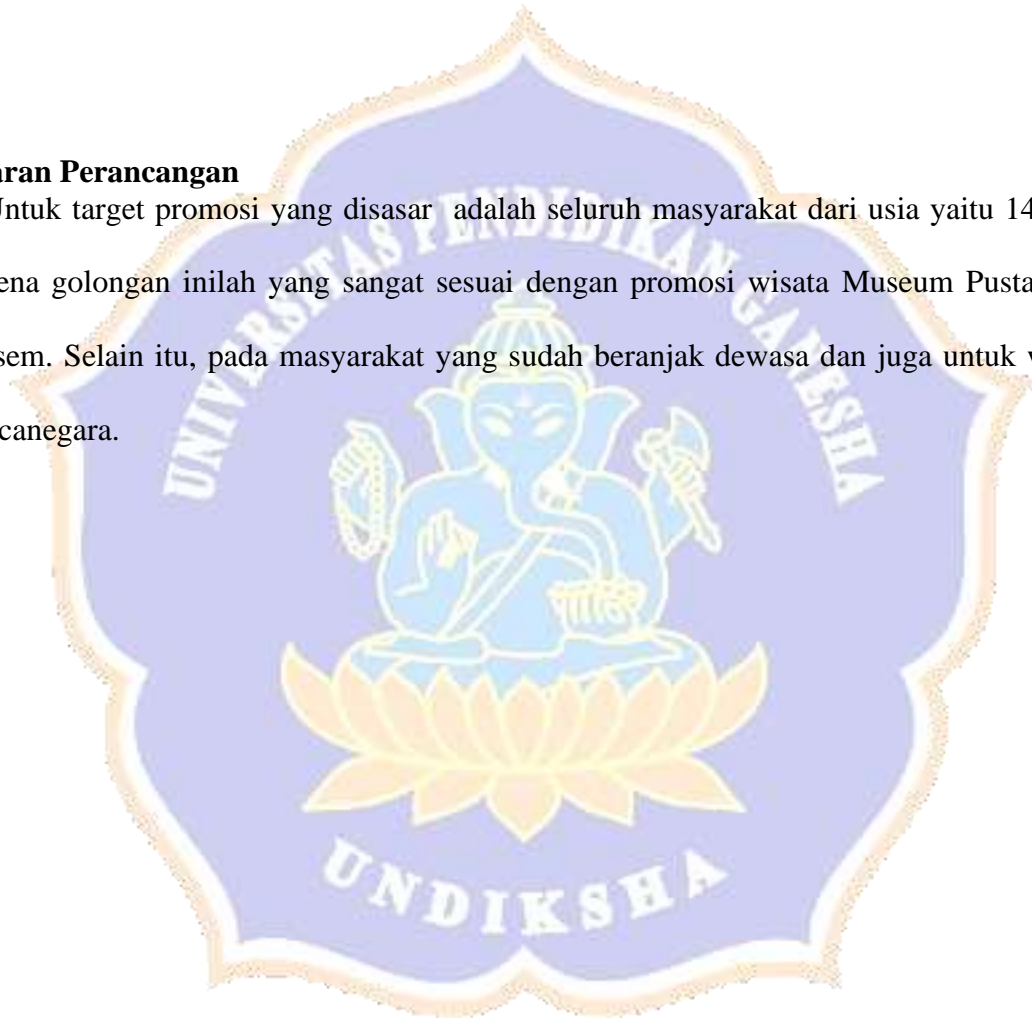 aran Perancangan
Untuk target promosi yang disasar adalah seluruh masyarakat dari usia yaitu 14
ena golongan inilah yang sangat sesuai dengan promosi wisata Museum Pusta
sem. Selain itu, pada masyarakat yang sudah beranjak dewasa dan juga untuk w
canegara.
UNIVERSITAS PENDIDIKAN GANESHA
UNDIKSHA